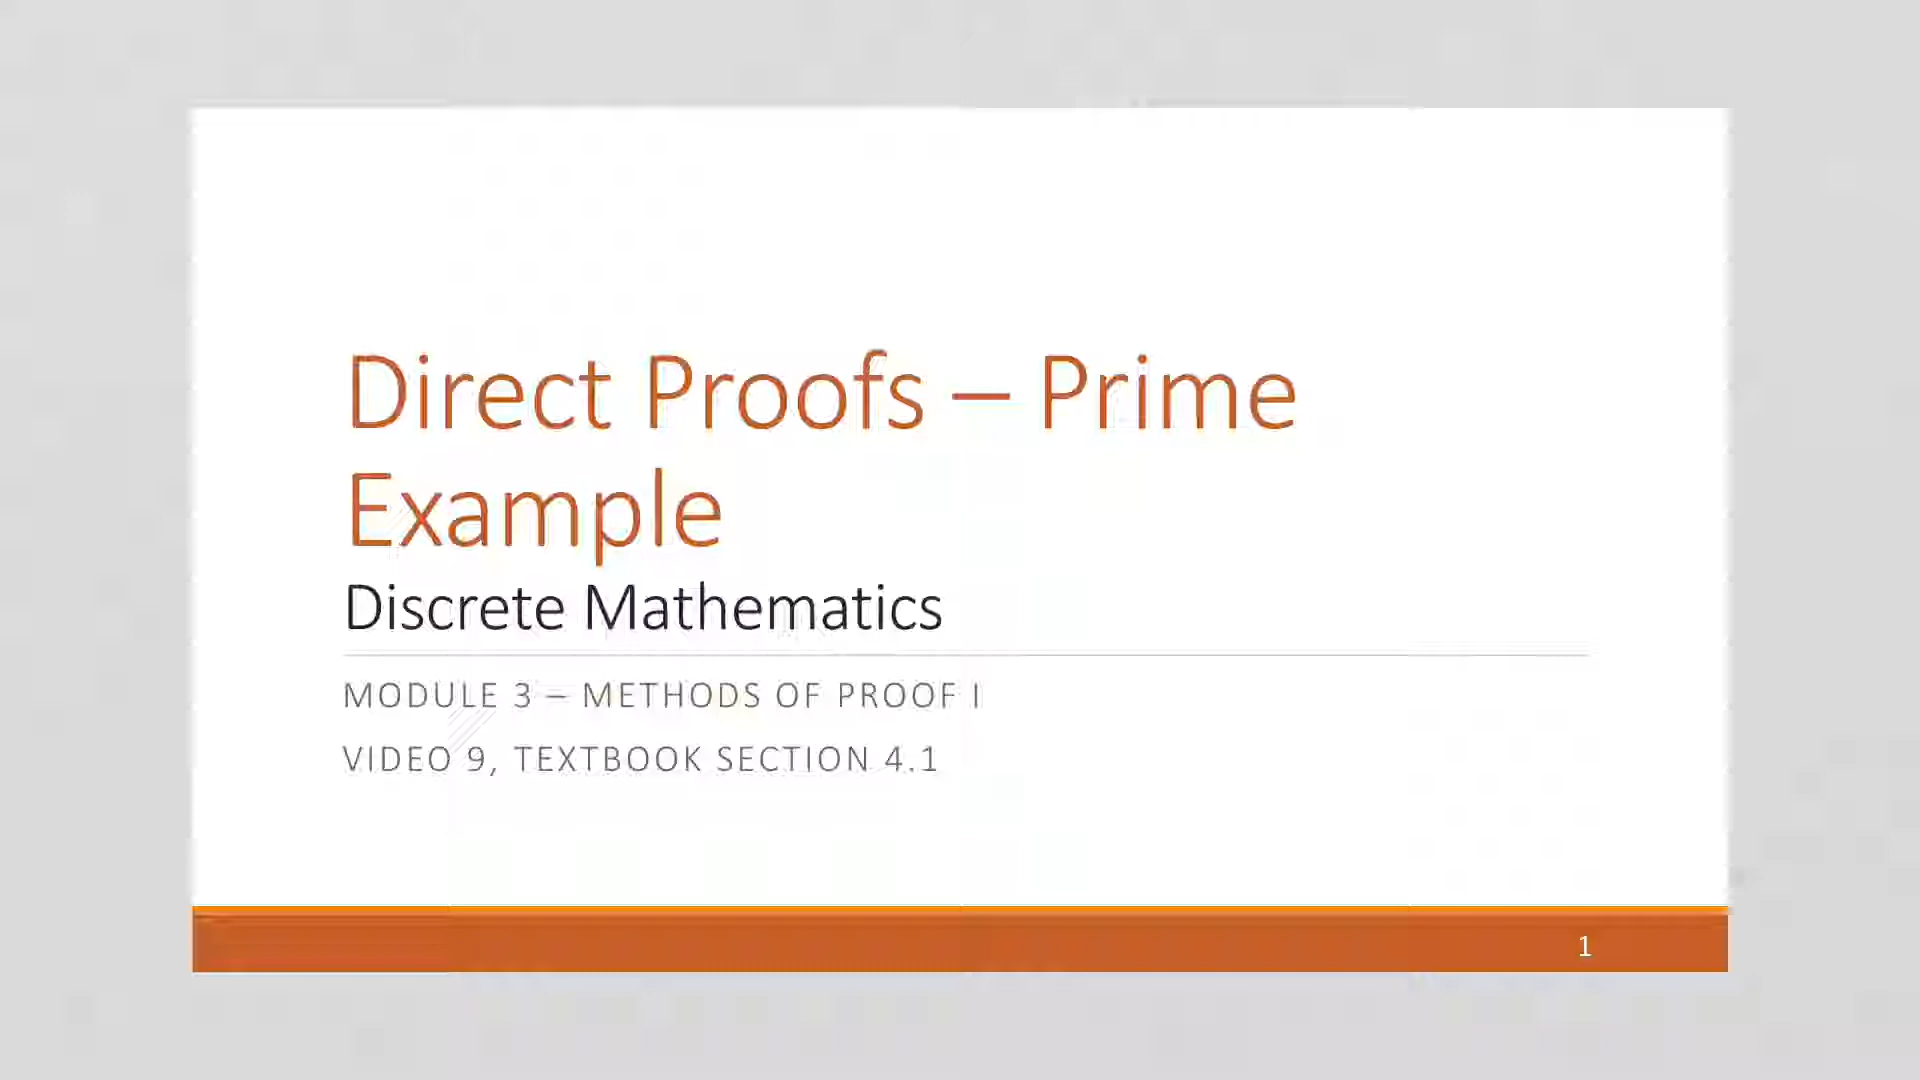 Direct Proofs – Prime
Example
Discrete Mathematics
MODULE 3 – METHODS OF PROOF I
VIDEO 9, TEXTBOOK SECTION 4.1
1